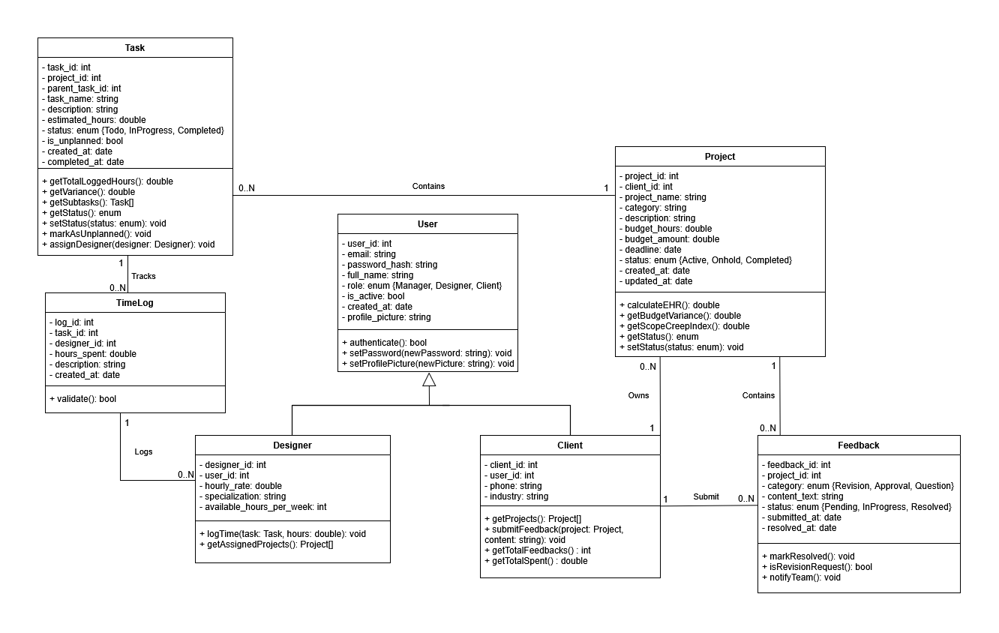 Task
- task_id: int
- project_id: int
- parent_task_id: int
- task_name: string
- description: string
- estimated_hours: double
- status: enum {Todo, InProgress, Completed}
- is_unplanned: bool
- created_at: date
- completed_at: date
+ getTotalLoggedHours(): double
+ getVariance(): double
+ getSubtasks(): Task[]
+ getStatus(): enum
+ setStatus(status: enum): void
+ markAsUnplanned(): void
+ assignDesigner(designer: Designer): void
0..N
Contains
1
Project
- project_id: int
- client_id: int
- project_name: string
- category: string
- description: string
- budget_hours: double
- budget_amount: double
- deadline: date
- status: enum {Active, Onhold, Completed}
- created_at: date
- updated_at: date
+ calculateEHR(): double
+ getBudgetVariance(): double
+ getScopeCreepIndex(): double
+ getStatus(): enum
+ setStatus(status: enum): void
User
- user_id: int
- email: string
- password_hash: string
- full_name: string
- role: enum {Manager, Designer, Client}
- is_active: bool
- created_at: date
- profile_picture: string
+ authenticate(): bool
+ setPassword(newPassword: string): void
+ setProfilePicture(newPicture: string): void
1
Tracks
0..N
TimeLog
- log_id: int
- task_id: int
- designer_id: int
- hours_spent: double
- description: string
- created_at: date
+ validate(): bool
1
Logs
0..N
Designer
- designer_id: int
- user_id: int
- hourly_rate: double
- specialization: string
- available_hours_per_week: int
+ logTime(task: Task, hours: double): void
+ getAssignedProjects(): Project[]
0..N
Owns
1
1
Contains
0..N
Client
- client_id: int
- user_id: int
- phone: string
- industry: string
+ getProjects(): Project[]
+ submitFeedback(project: Project,
content: string): void
+ getTotalFeedbacks() : int
+ getTotalSpent() : double
1
Submit
0..N
Feedback
- feedback_id: int
- project_id: int
- category: enum {Revision, Approval, Question}
- content_text: string
- status: enum {Pending, InProgress, Resolved}
- submitted_at: date
- resolved_at: date
+ markResolved(): void
+ isRevisionRequest(): bool
+ notifyTeam(): void